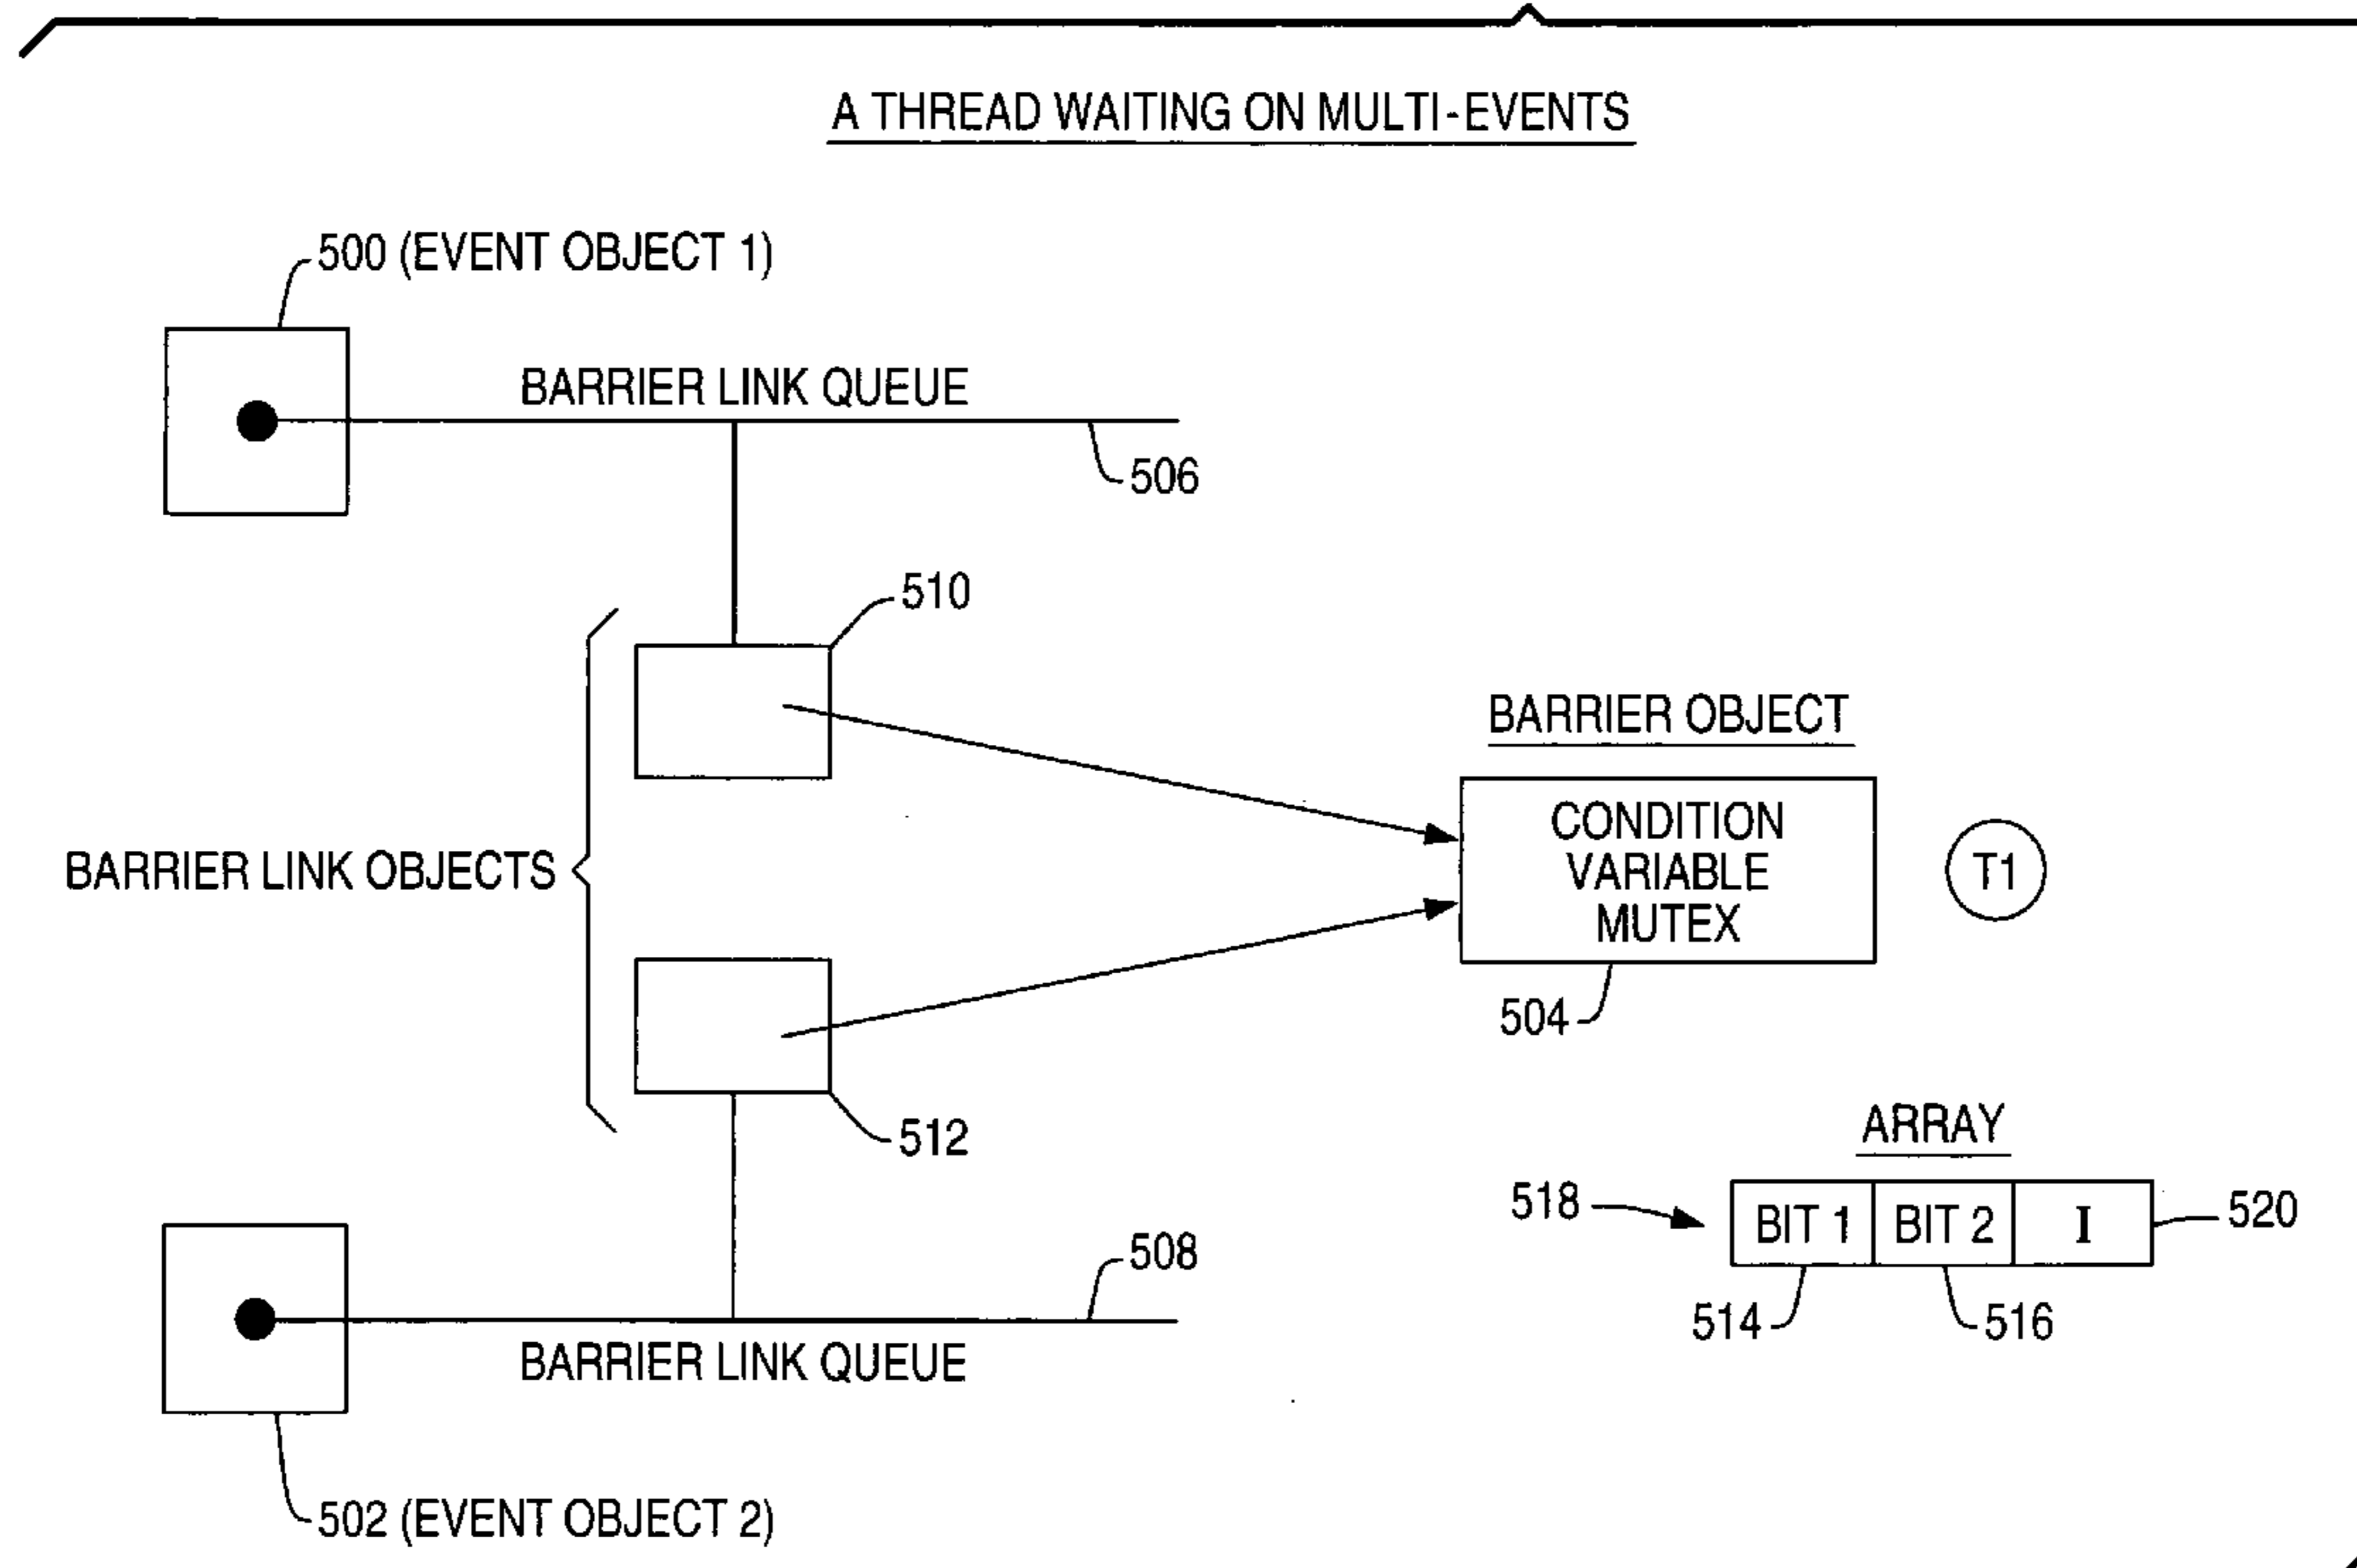 A THREAD WAITING ON MULTI-EVENTS
500 (EVENT OBJECT 1)
BARRIER LINK QUEUE
506
510
BARRIER OBJECT
CONDITION
VARIABLE
MUTEX
T1
BARRIER LINK OBJECTS
504
512
ARRAY
518
BIT 1 BIT 2 I
520
508
514
516
BARRIER LINK QUEUE
502 (EVENT OBJECT 2)